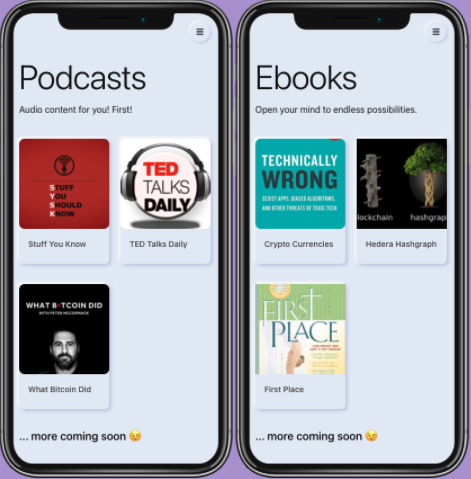 Podcasts
Audio content for you! First!
STUFF
YOU
SHOULD
KNOW
Stuff You Know
TED
TALKS
DAILY
TED Talks Daily
WHAT B TCOIN DID
WITH PETER MCCORMACK
What Bitcoin Did
... more coming soon 😉
Ebooks
Open your mind to endless possibilities.
TECHNICALLY
WRONG
SEXIST APPS, BIASED ALGORITHMS,
AND OTHER THREATS OF TOXIC TECH
Crypto Currencies
lockchain
hashgrap
Hedera Hashgraph
FIRST
PLACE
First Place
... more coming soon 😉